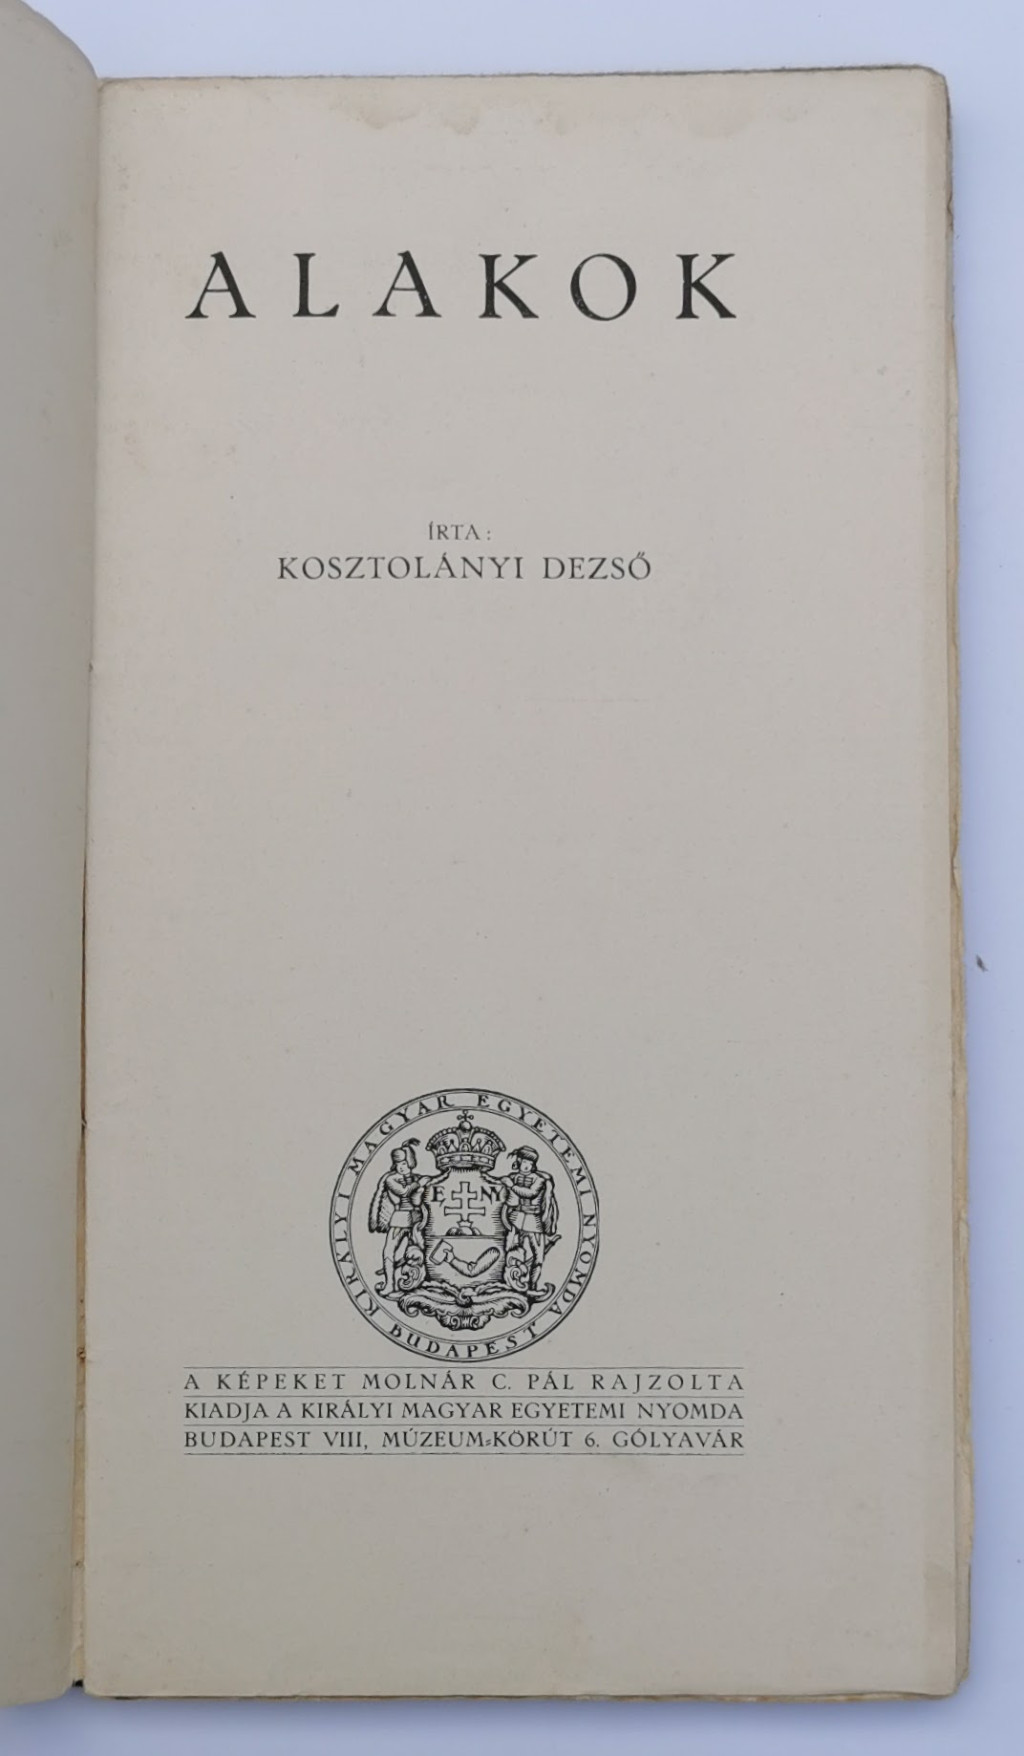 ALAKOK
ÍRTA:
KOSZTOLÁNYI DEZSŐ
KIRÁLYI MAGYAR EGYETEMI NYOMDA
BUDAPEST
E NY
A KÉPEKET MOLNÁR C. PÁL RAJZOLTA
KIADJA A KIRÁLYI MAGYAR EGYETEMI NYOMDA
BUDAPEST VIII, MÚZEUM-KÖRÚT 6. GÓLYAVÁR